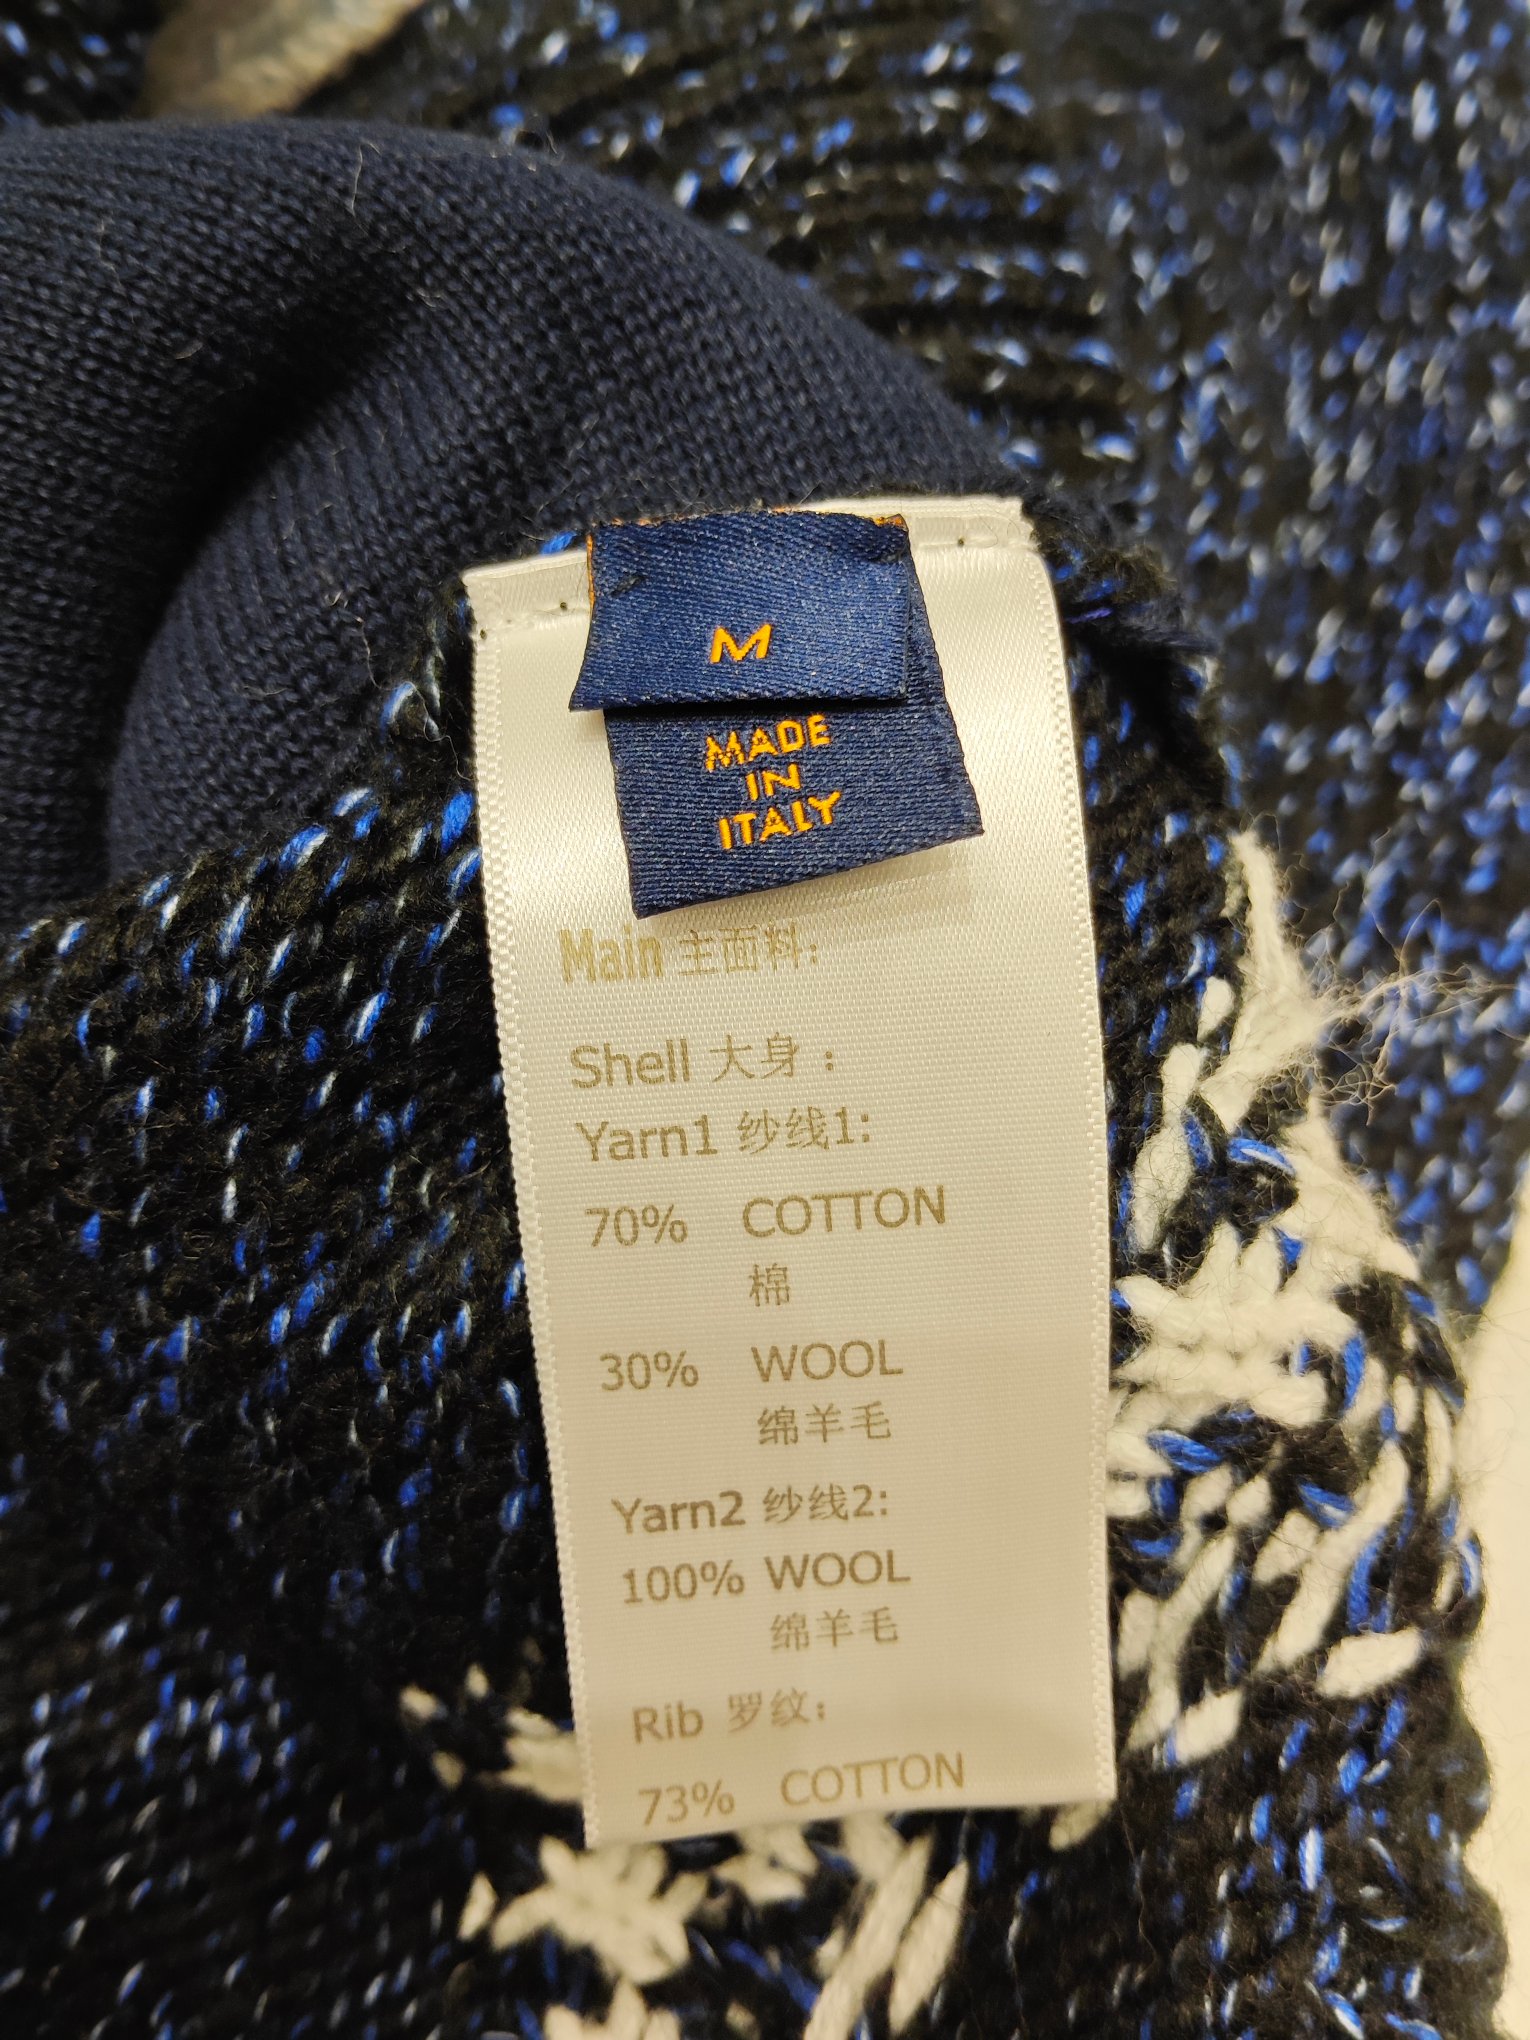 M
MADE
IN
ITALY
Main 主面料:
Shell 大身：
Yarn1 纱线1:
70% COTTON
棉
30% WOOL
绵羊毛
Yarn2 纱线2:
100% WOOL
绵羊毛
Rib 罗纹:
73% COTTON